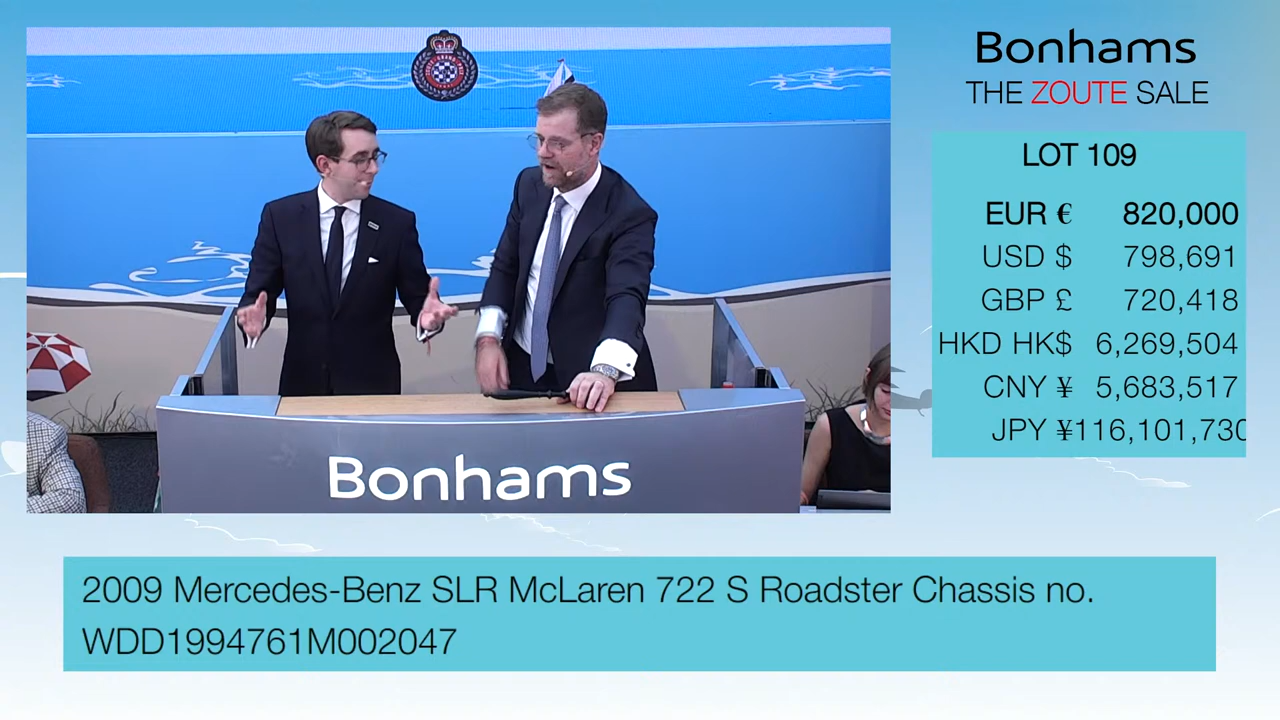 Bonhams
THE ZOUTE SALE
LOT 109
EUR € 820,000
USD $ 798,691
GBP £ 720,418
HKD HK$ 6,269,504
CNY ¥ 5,683,517
JPY ¥116,101,730
Bonhams
2009 Mercedes-Benz SLR McLaren 722 S Roadster Chassis no.
WDD1994761M002047